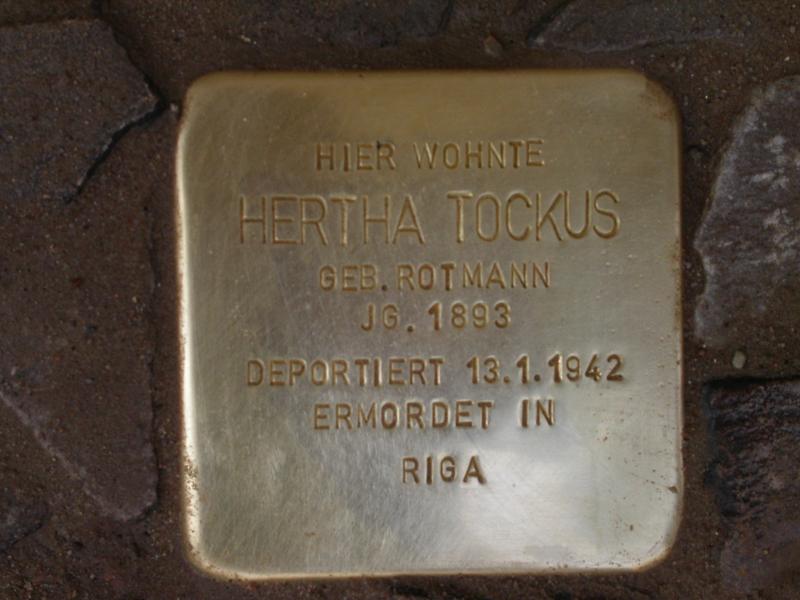 HIER WOHNTE
HERTHA TOCKUS
GEB. ROTMANN
JG. 1893
DEPORTIERT 13.1.1942
ERMORDET IN
RIGA